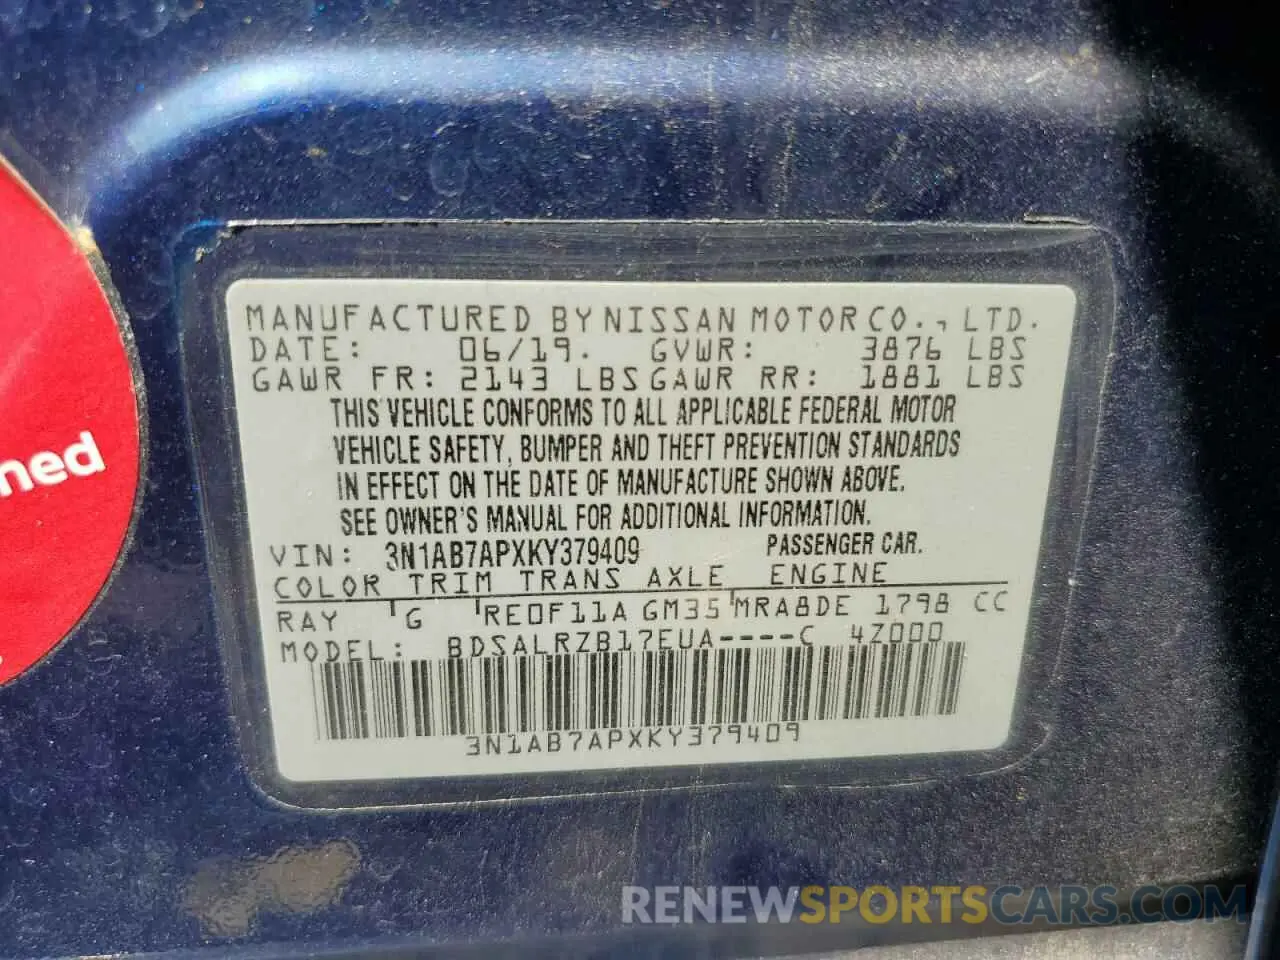 MANUFACTURED BY NISSAN MOTOR CO., LTD.
DATE: 06/19. GVWR: 3876 LBS
GAWR FR: 2143 LBS GAWR RR: 1881 LBS
THIS VEHICLE CONFORMS TO ALL APPLICABLE FEDERAL MOTOR
VEHICLE SAFETY, BUMPER AND THEFT PREVENTION STANDARDS
IN EFFECT ON THE DATE OF MANUFACTURE SHOWN ABOVE.
SEE OWNER'S MANUAL FOR ADDITIONAL INFORMATION.
VIN: 3N1AB7APXKY379409 PASSENGER CAR.
COLOR TRIM TRANS AXLE ENGINE
RAY G RE0F11A GM35 MRA8DE 1798 CC
MODEL: BDSALRZB17EUA----C 4Z000
3N1AB7APXKY379409
ned
RENEWSPORTSCARS.COM